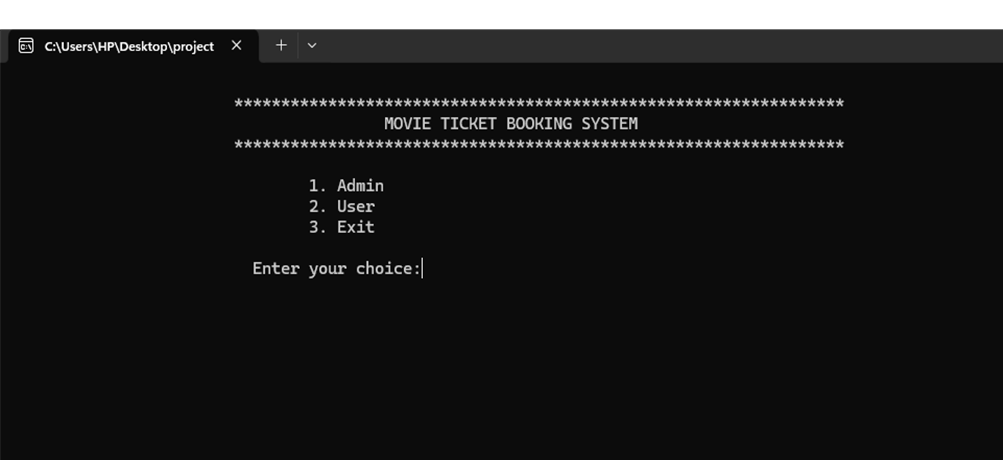 C:\Users\HP\Desktop\project
*****************************************************************
MOVIE TICKET BOOKING SYSTEM
*****************************************************************
1. Admin
2. User
3. Exit
Enter your choice: